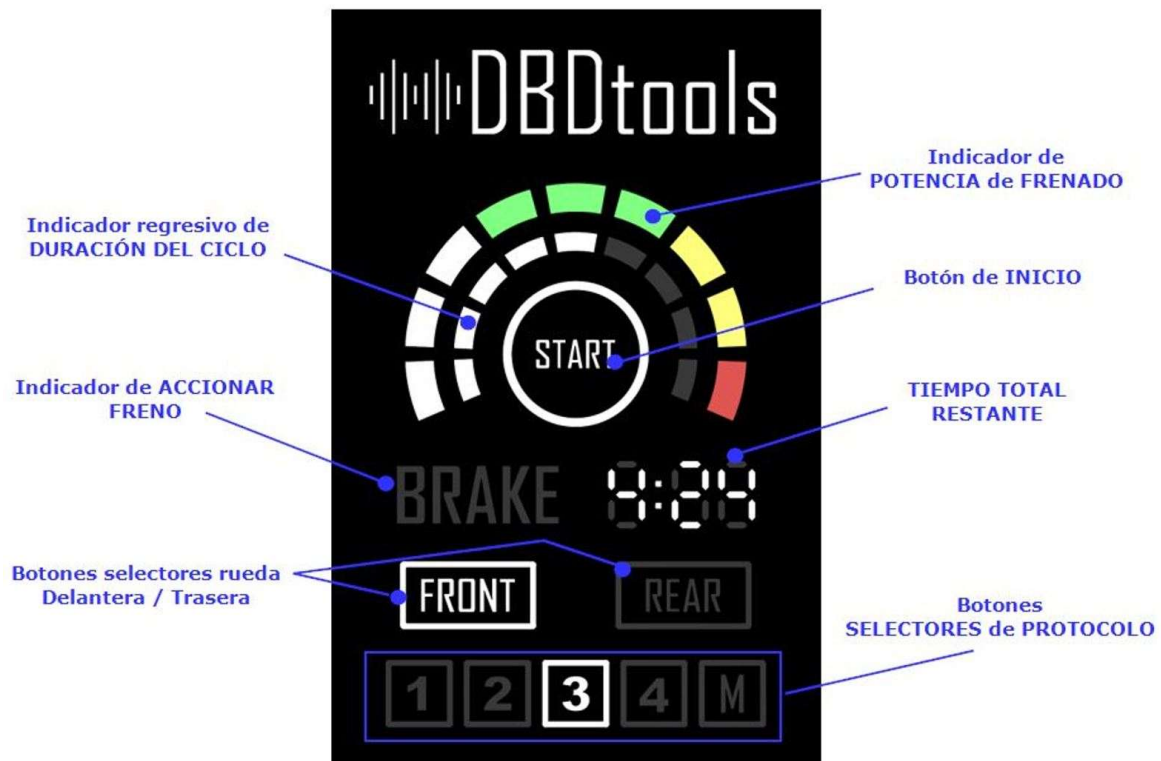 DBDtools
Indicador de
POTENCIA de FRENADO
Indicador regresivo de
DURACIÓN DEL CICLO
Botón de INICIO
START
Indicador de ACCIONAR
FRENO
TIEMPO TOTAL
RESTANTE
BRAKE
4:24
Botones selectores rueda
Delantera / Trasera
FRONT
REAR
Botones
SELECTORES de PROTOCOLO
1 2 3 4 M